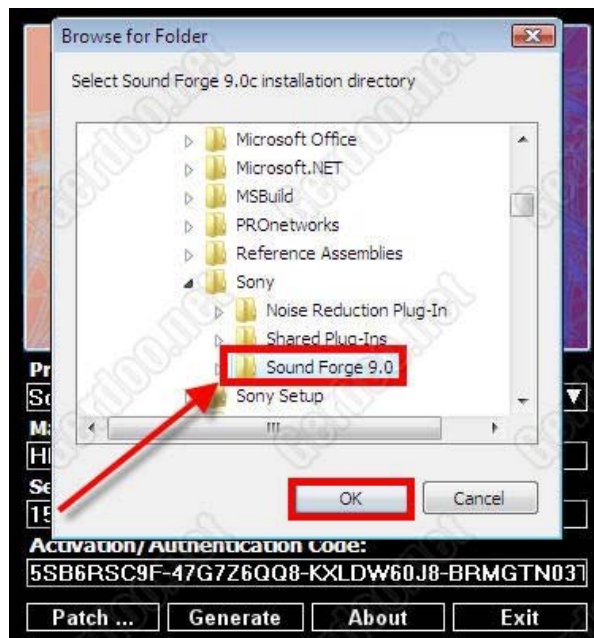 Browse for Folder
Select Sound Forge 9.0c installation directory
Microsoft Office
Microsoft.NET
MSBuild
PROnetworks
Reference Assemblies
Sony
Noise Reduction Plug-In
Shared Plug-Ins
Sound Forge 9.0
Sony Setup
OK Cancel
Activation/Authentication Code:
5SB6RSC9F-47G7Z6QQ8-KXLDW60J8-BRMGTN03
Patch ... Generate About Exit
Gerdoo.net